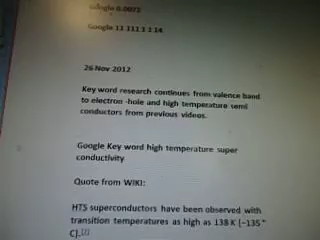 Google 0.0073
Google 11 111 1 1 14
26 Nov 2012
Key word research continues from valence band
to electron -hole and high temperature semi
conductors from previous videos.
Google Key word high temperature super
conductivity
Quote from WIKI:
HTS superconductors have been observed with
transition temperatures as high as 138 K (−135 °
C).[2]